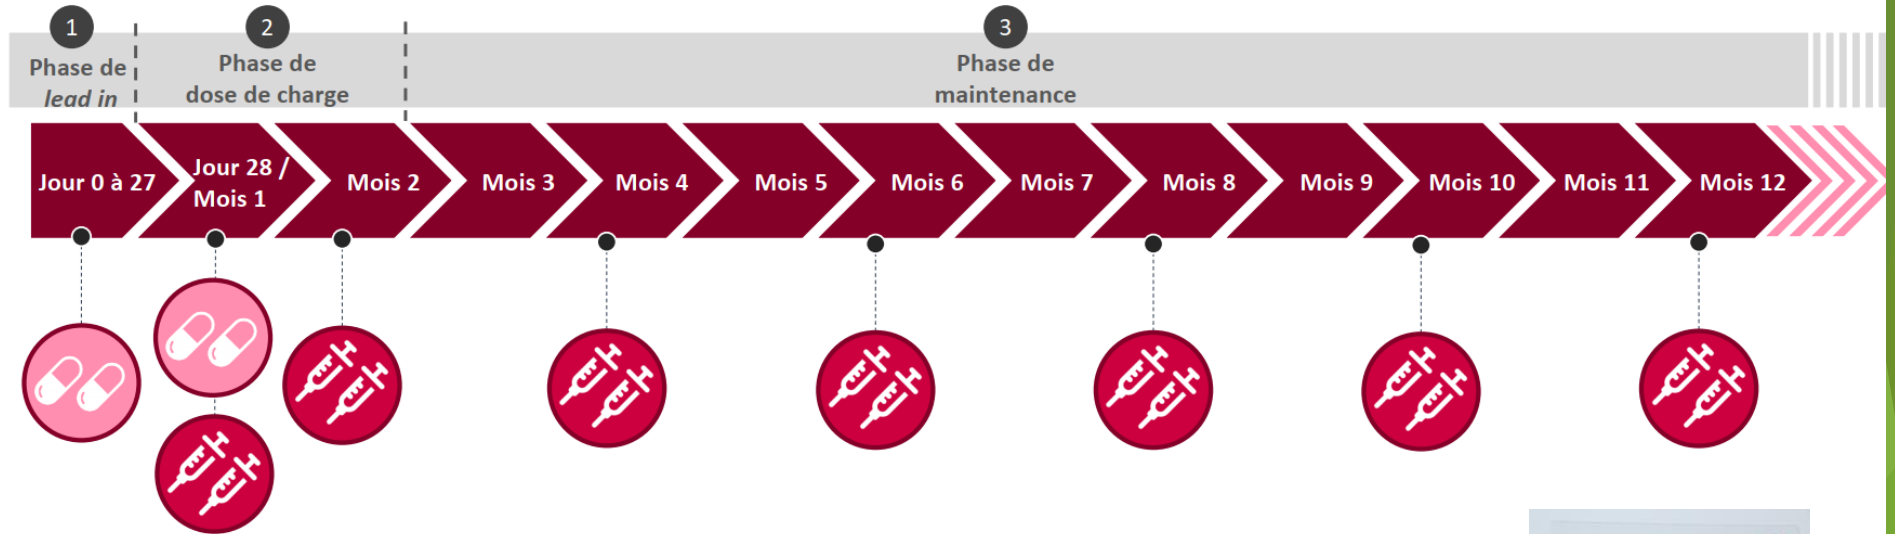 1
Phase de
lead in
2
Phase de
dose de charge
3
Phase de
maintenance
Jour 0 à 27
Jour 28 /
Mois 1
Mois 2
Mois 3
Mois 4
Mois 5
Mois 6
Mois 7
Mois 8
Mois 9
Mois 10
Mois 11
Mois 12